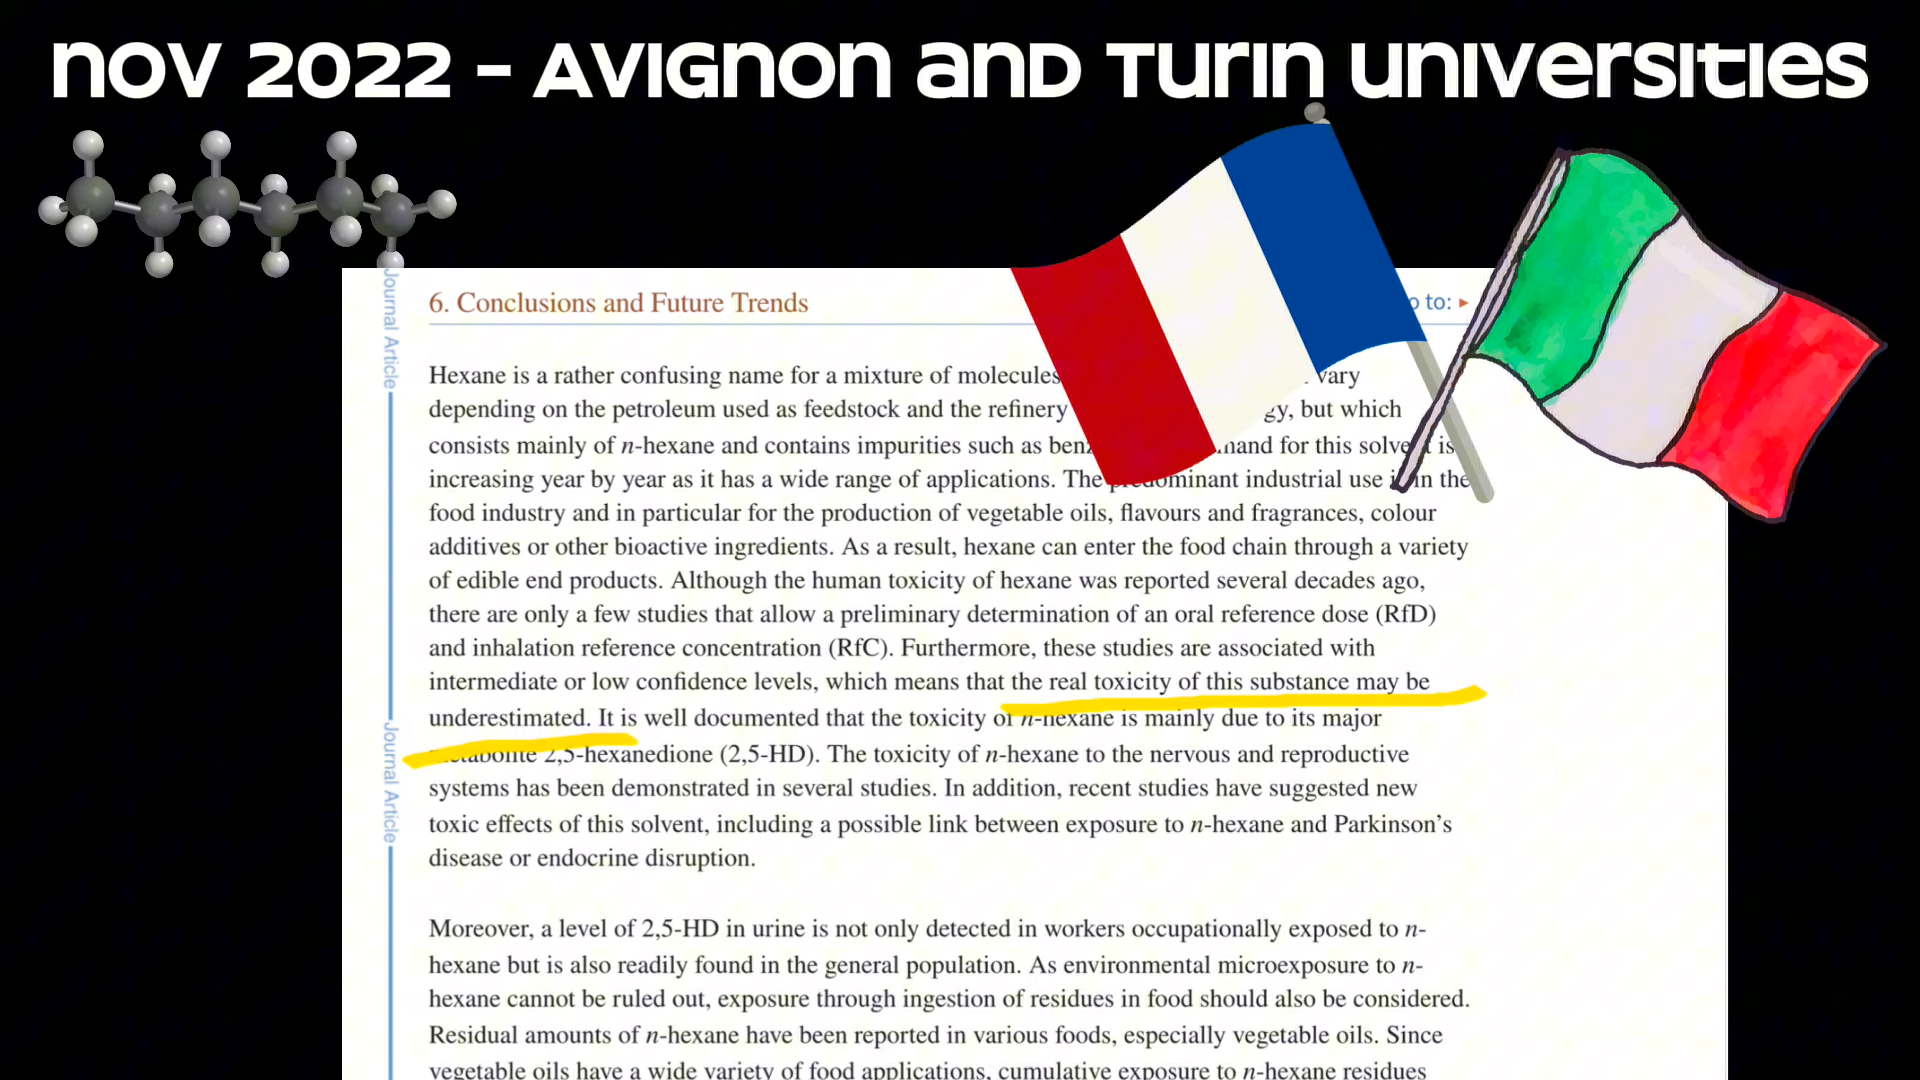 NOV 2022 - AVIGNON AND TURIN UNIVERSITIES
Journal Article
Journal Article
6. Conclusions and Future Trends
o to: ▸
Hexane is a rather confusing name for a mixture of molecules vary
depending on the petroleum used as feedstock and the refinery gy, but which
consists mainly of n-hexane and contains impurities such as ben and for this solvent is
increasing year by year as it has a wide range of applications. The predominant industrial use is in the
food industry and in particular for the production of vegetable oils, flavours and fragrances, colour
additives or other bioactive ingredients. As a result, hexane can enter the food chain through a variety
of edible end products. Although the human toxicity of hexane was reported several decades ago,
there are only a few studies that allow a preliminary determination of an oral reference dose (RfD)
and inhalation reference concentration (RfC). Furthermore, these studies are associated with
intermediate or low confidence levels, which means that the real toxicity of this substance may be
underestimated. It is well documented that the toxicity of n-hexane is mainly due to its major
metabolite 2,5-hexanedione (2,5-HD). The toxicity of n-hexane to the nervous and reproductive
systems has been demonstrated in several studies. In addition, recent studies have suggested new
toxic effects of this solvent, including a possible link between exposure to n-hexane and Parkinson’s
disease or endocrine disruption.
Moreover, a level of 2,5-HD in urine is not only detected in workers occupationally exposed to n-
hexane but is also readily found in the general population. As environmental microexposure to n-
hexane cannot be ruled out, exposure through ingestion of residues in food should also be considered.
Residual amounts of n-hexane have been reported in various foods, especially vegetable oils. Since
vegetable oils have a wide variety of food applications, cumulative exposure to n-hexane residues